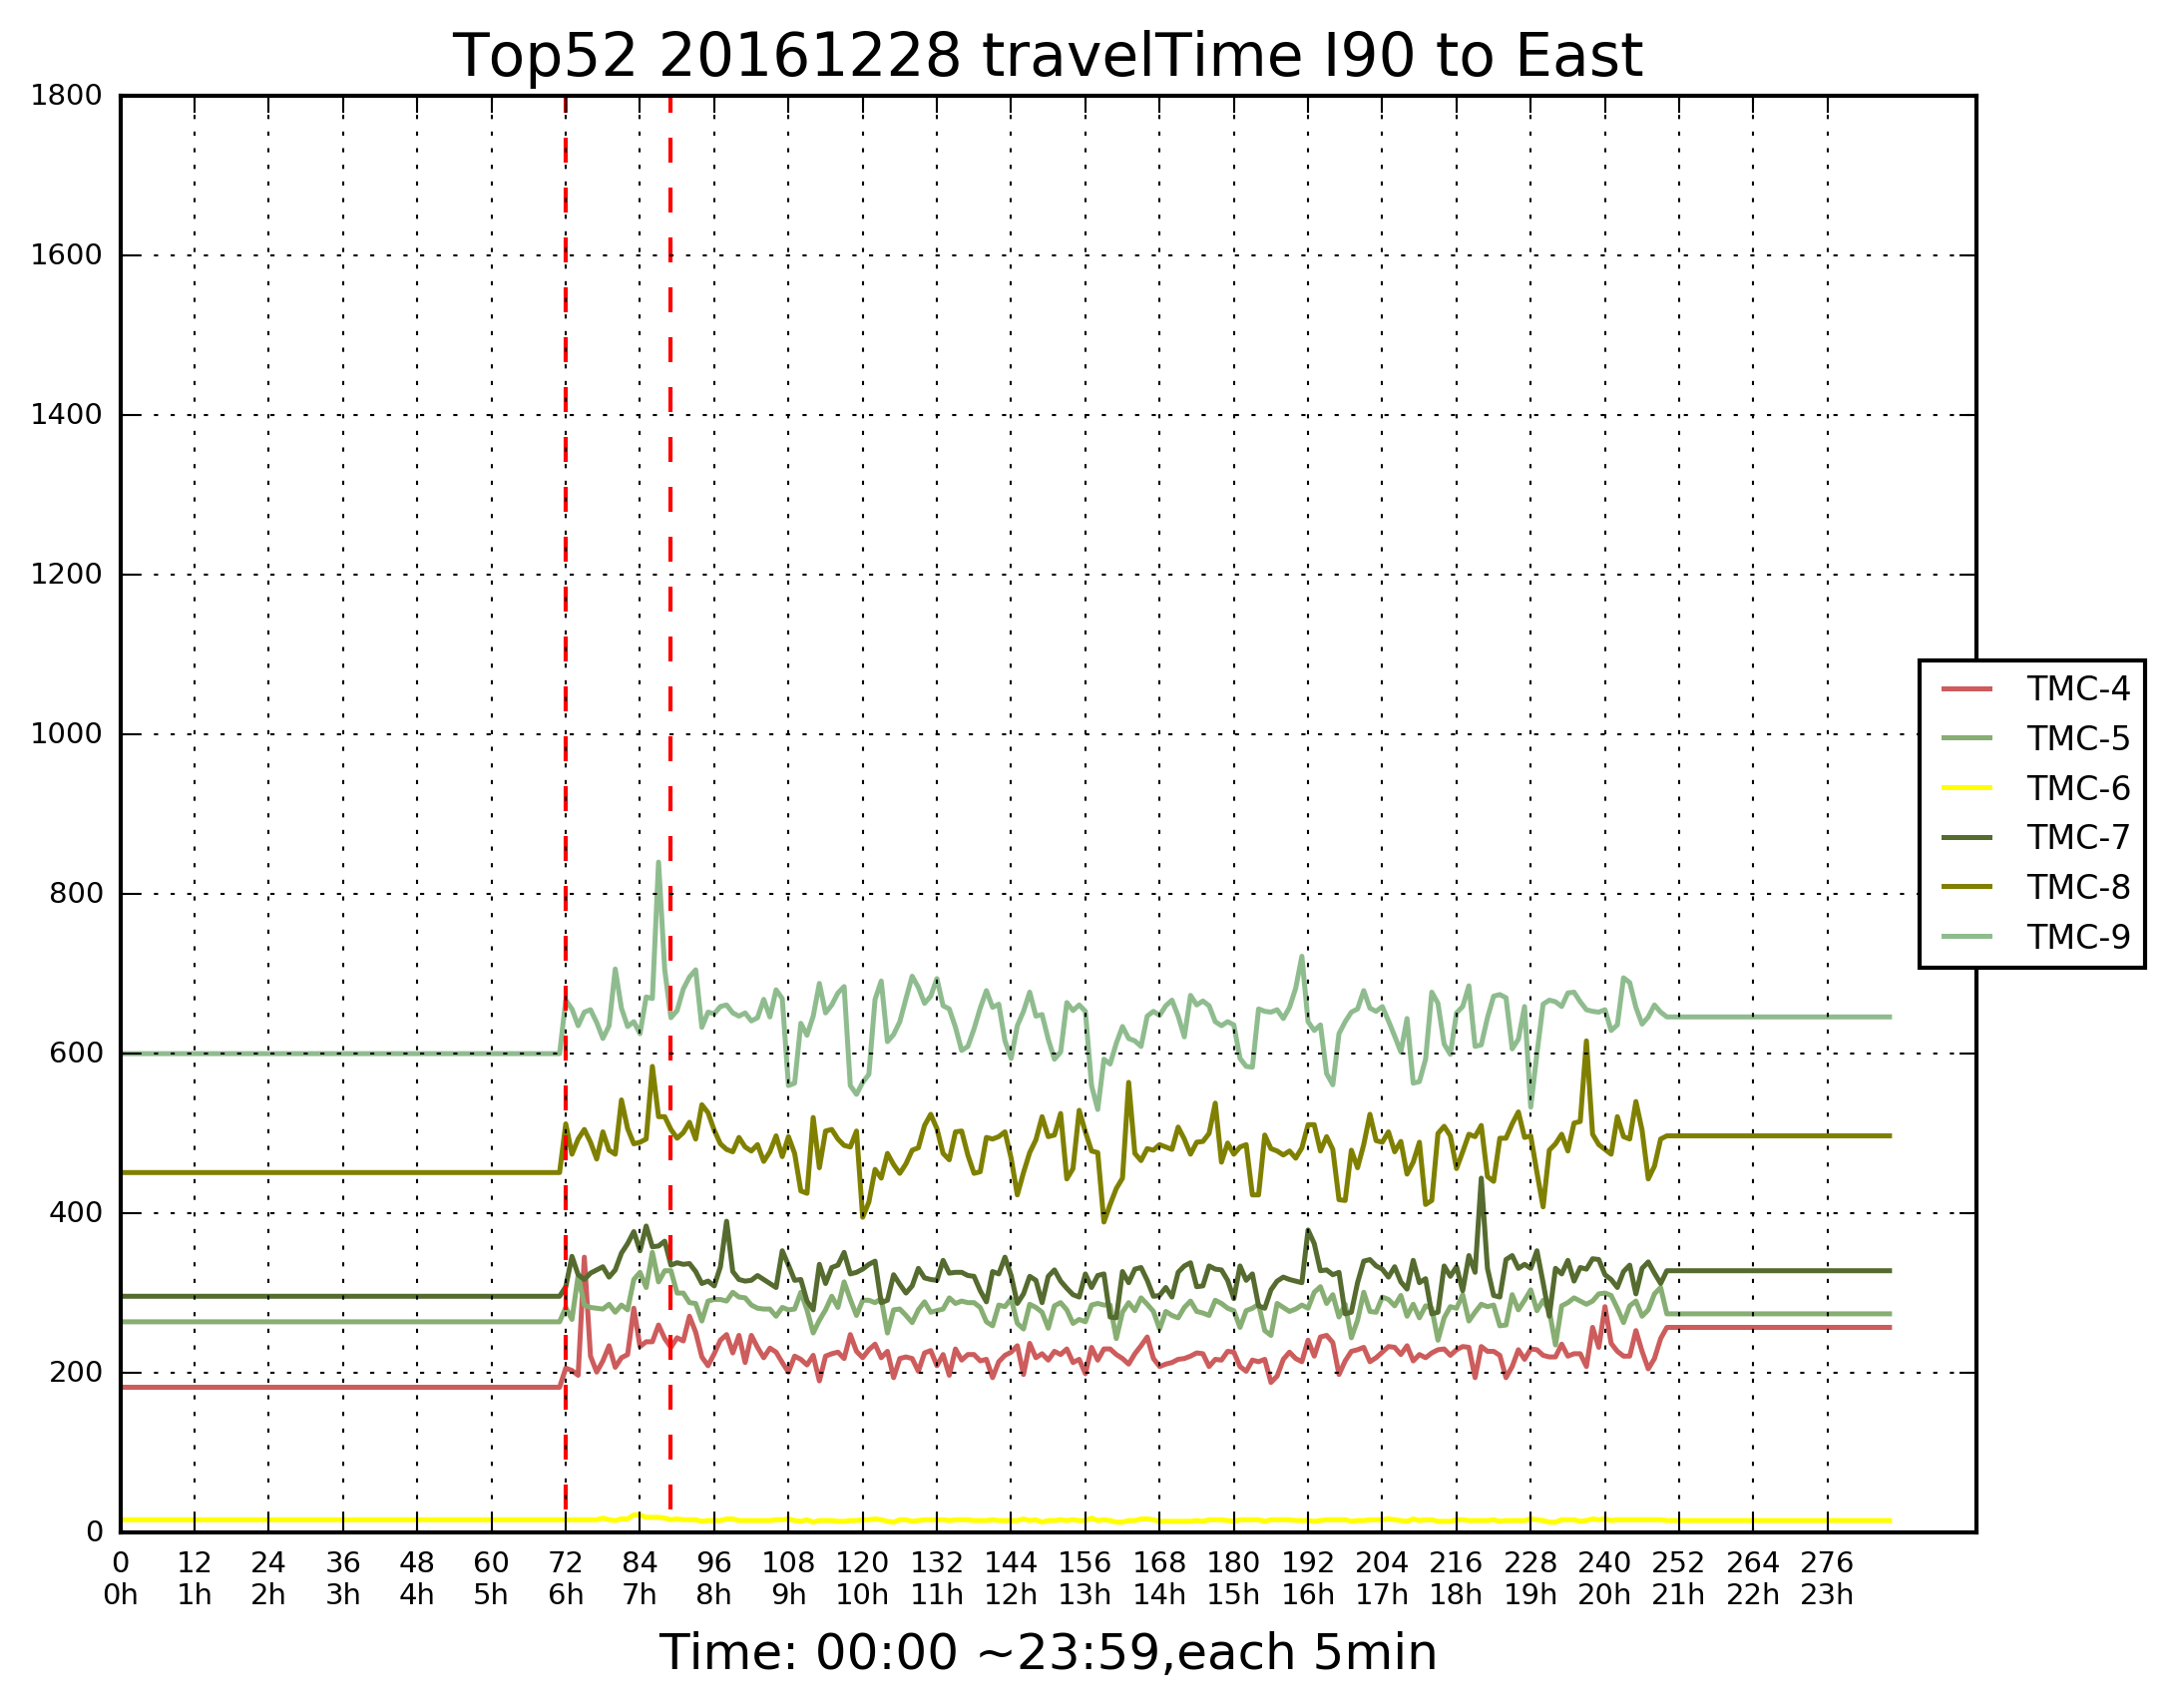 Top52 20161228 travelTime I90 to East
1800
1600
1400
1200
1000
800
600
400
200
0
TMC-4
TMC-5
TMC-6
TMC-7
TMC-8
TMC-9
0 12 24 36 48 60 72 84 96 108 120 132 144 156 168 180 192 204 216 228 240 252 264 276
0h 1h 2h 3h 4h 5h 6h 7h 8h 9h 10h 11h 12h 13h 14h 15h 16h 17h 18h 19h 20h 21h 22h 23h
Time: 00:00 ~23:59,each 5min